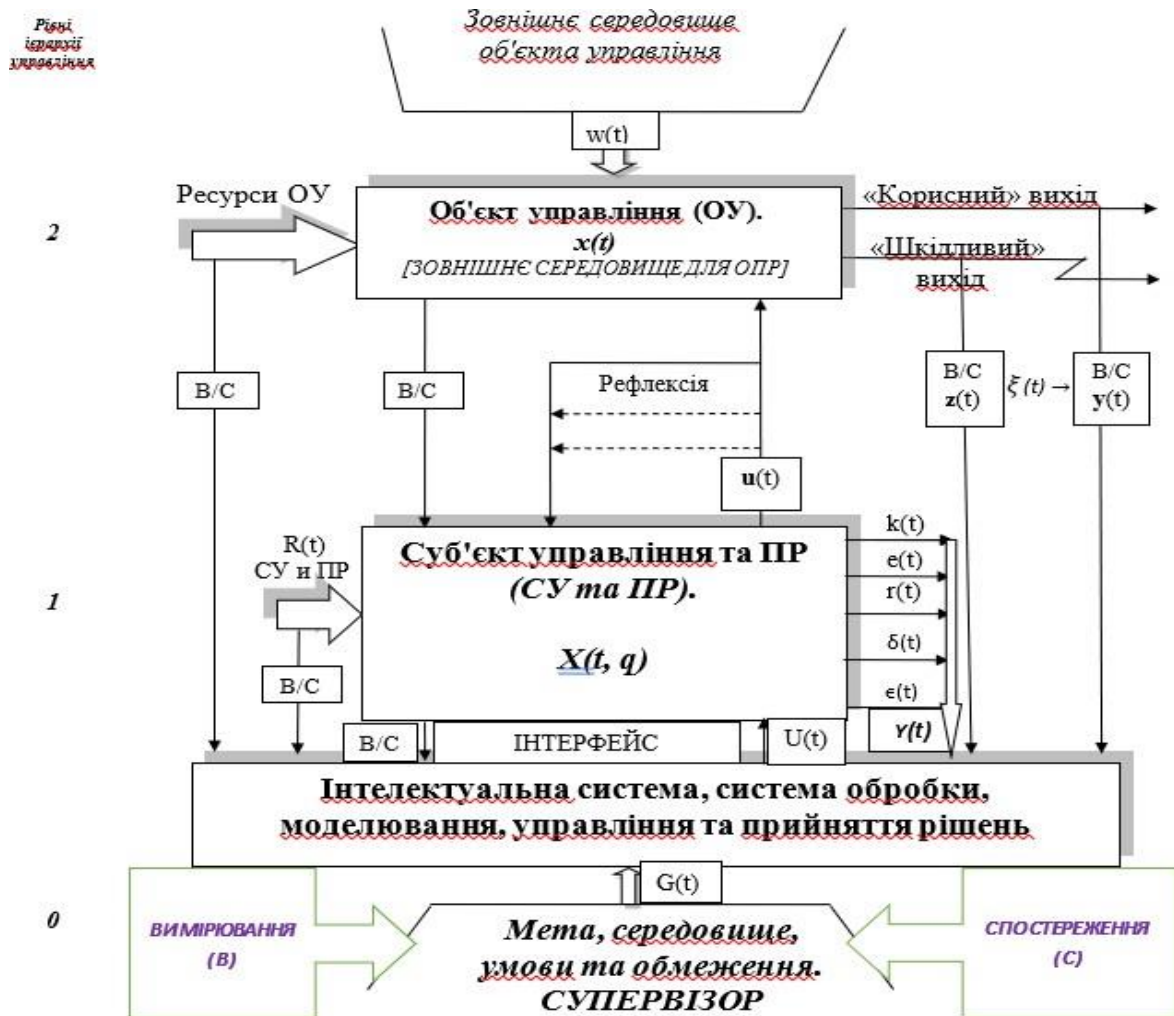 Рівні
ієрархії
управління
Зовнішнє середовище
об'єкта управління
w(t)
Ресурси ОУ
2
Об'єкт управління (ОУ).
x(t)
[ЗОВНІШНЄ СЕРЕДОВИЩЕ ДЛЯ ОПР]
«Корисний» вихід
«Шкідливий»
вихід
В/С
В/С
Рефлексія
В/С
z(t)
ξ (t) →
В/С
y(t)
u(t)
1
R(t)
СУ и ПР
В/С
Суб'єкт управління та ПР
(СУ та ПР).
X(t, q)
k(t)
e(t)
r(t)
δ(t)
ϵ(t)
В/С
ІНТЕРФЕЙС
U(t)
Y(t)
Інтелектуальна система, система обробки,
моделювання, управління та прийняття рішень
G(t)
0
ВИМІРЮВАННЯ
(В)
Мета, середовище,
умови та обмеження.
СУПЕРВІЗОР
СПОСТЕРЕЖЕННЯ
(С)